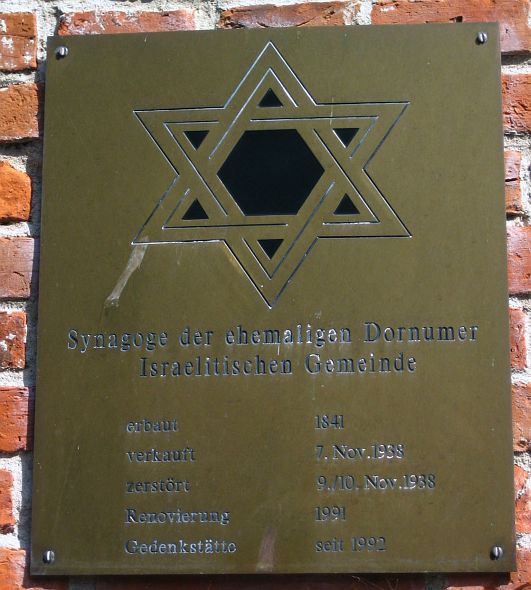 Synagoge der ehemaligen Dornumer
Israelitischen Gemeinde
erbaut 1841
verkauft 7. Nov. 1938
zerstört 9./10. Nov. 1938
Renovierung 1991
Gedenkstätte seit 1992